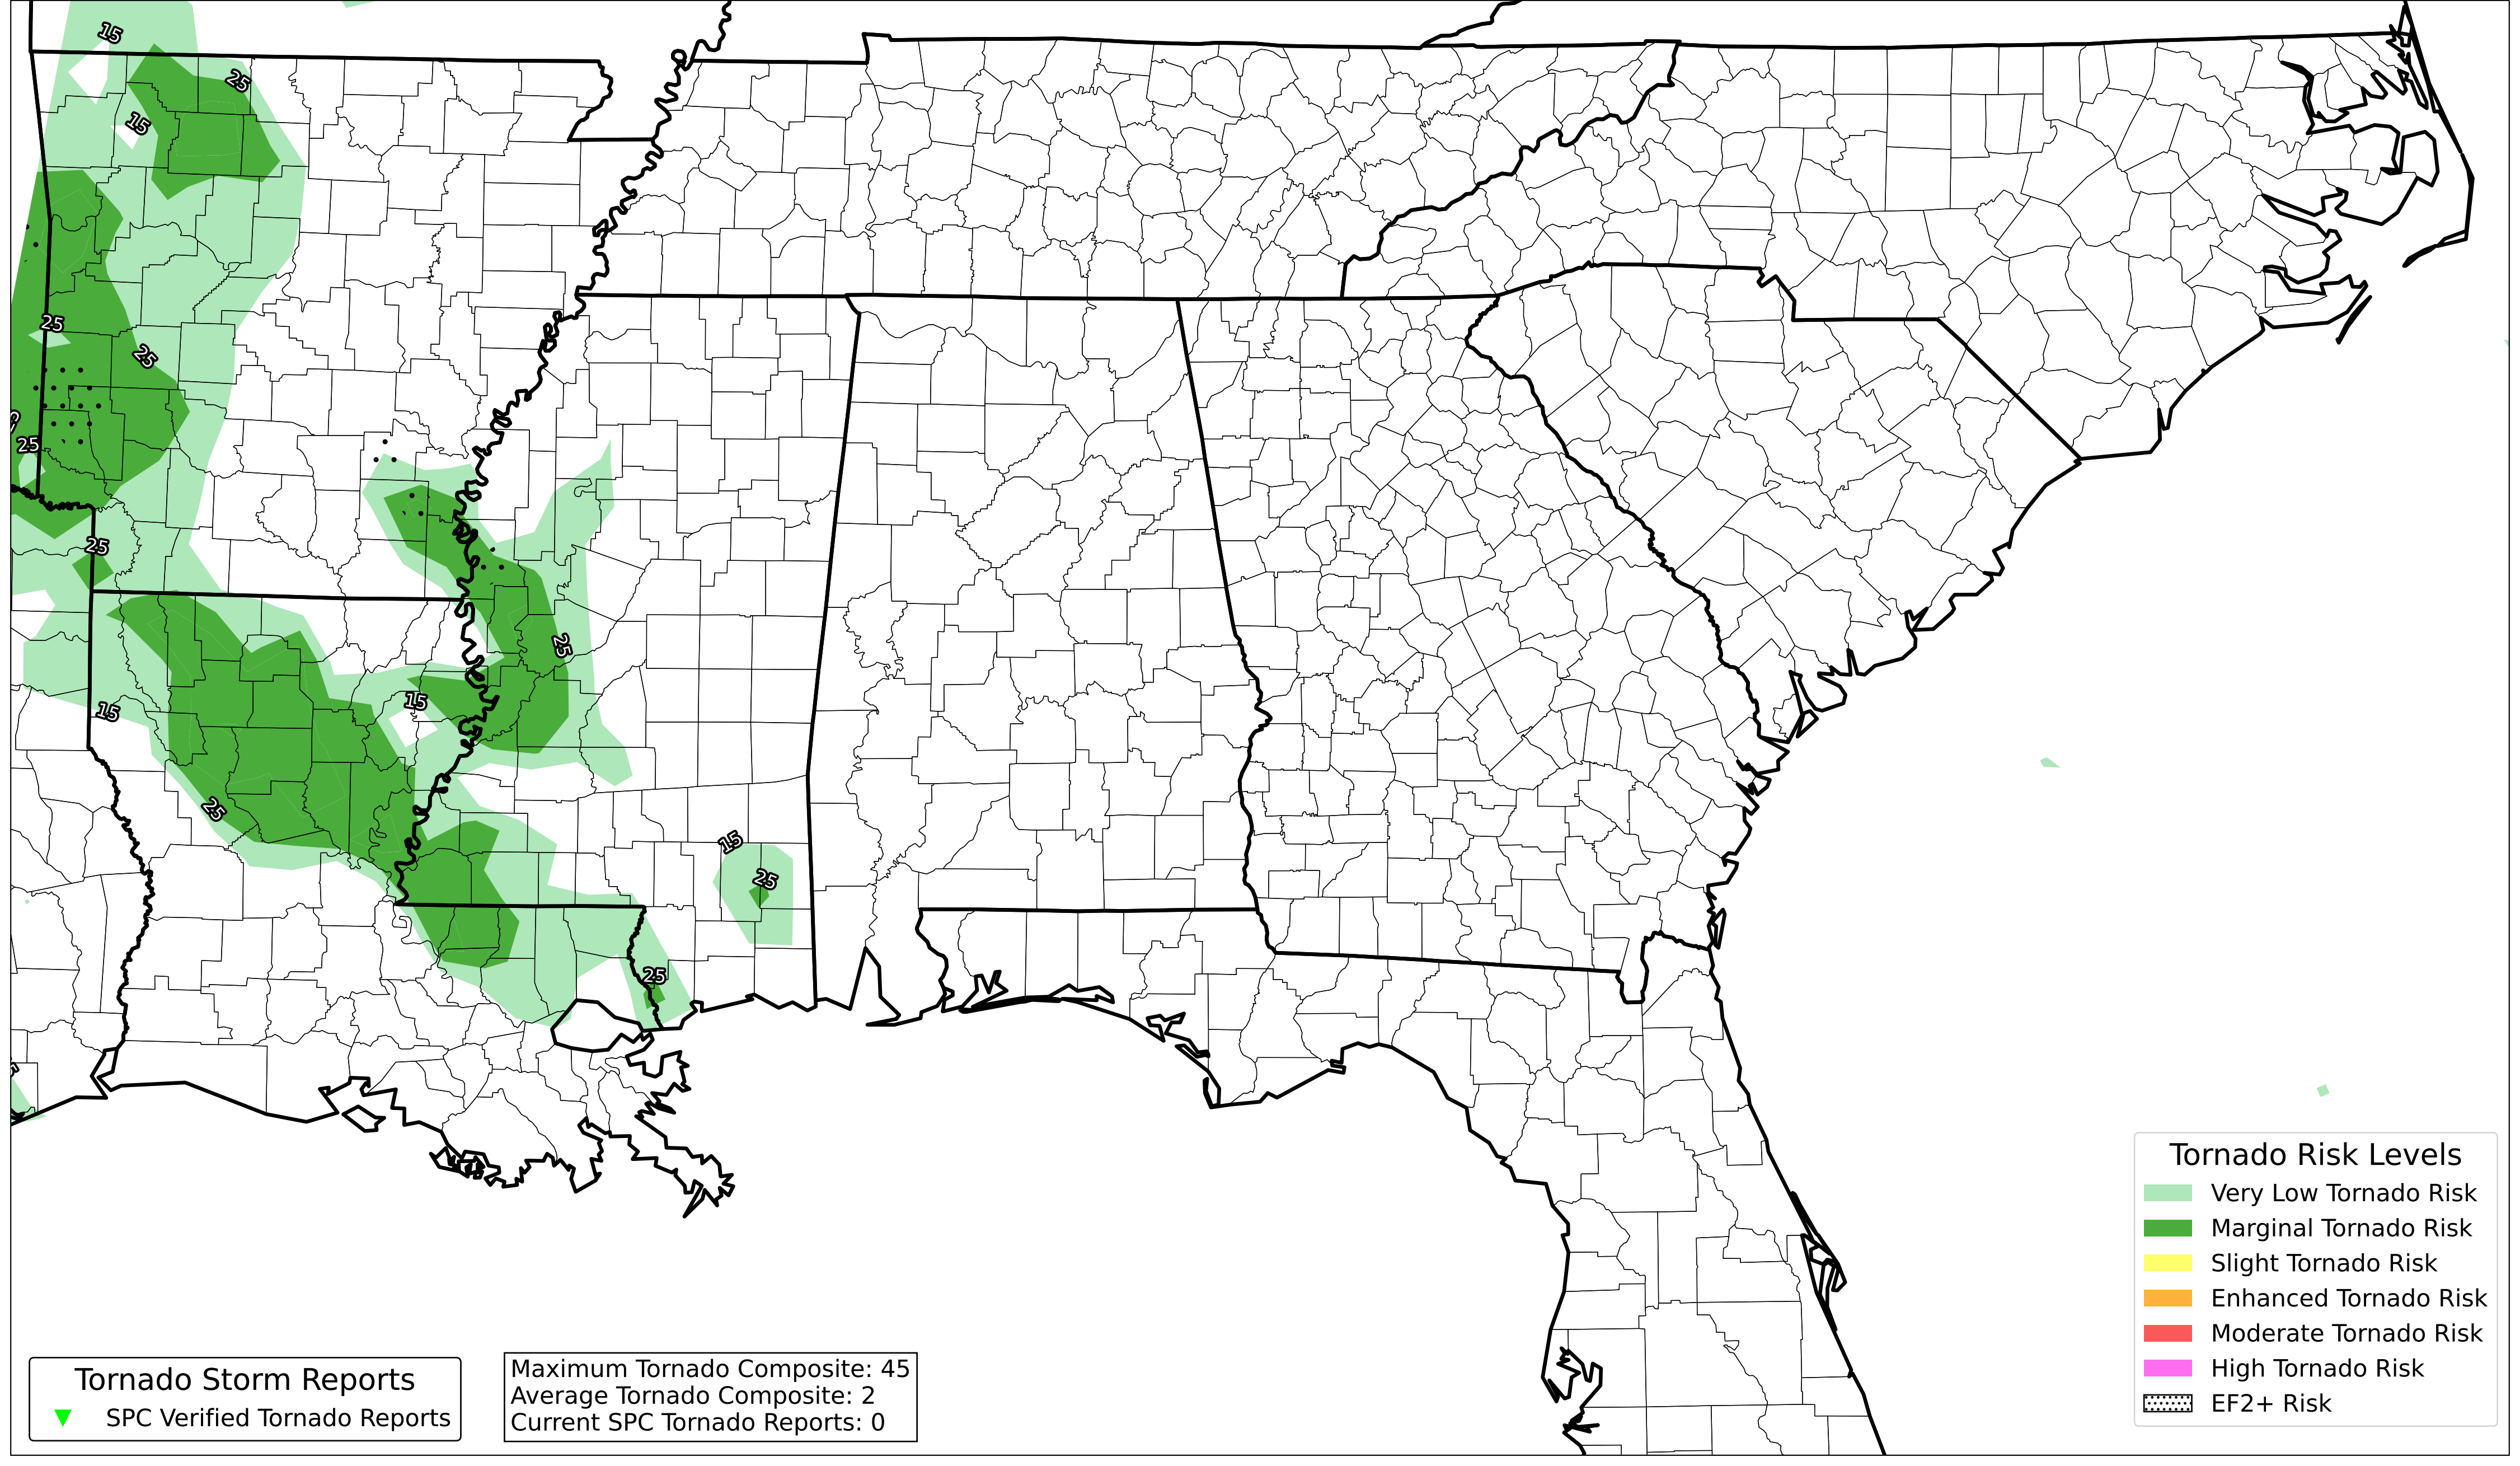 15
25
15
25
25
25
25
25
15
15
25
15
25
25
Tornado Risk Levels
Very Low Tornado Risk
Marginal Tornado Risk
Slight Tornado Risk
Enhanced Tornado Risk
Moderate Tornado Risk
High Tornado Risk
EF2+ Risk
Tornado Storm Reports
SPC Verified Tornado Reports
Maximum Tornado Composite: 45
Average Tornado Composite: 2
Current SPC Tornado Reports: 0